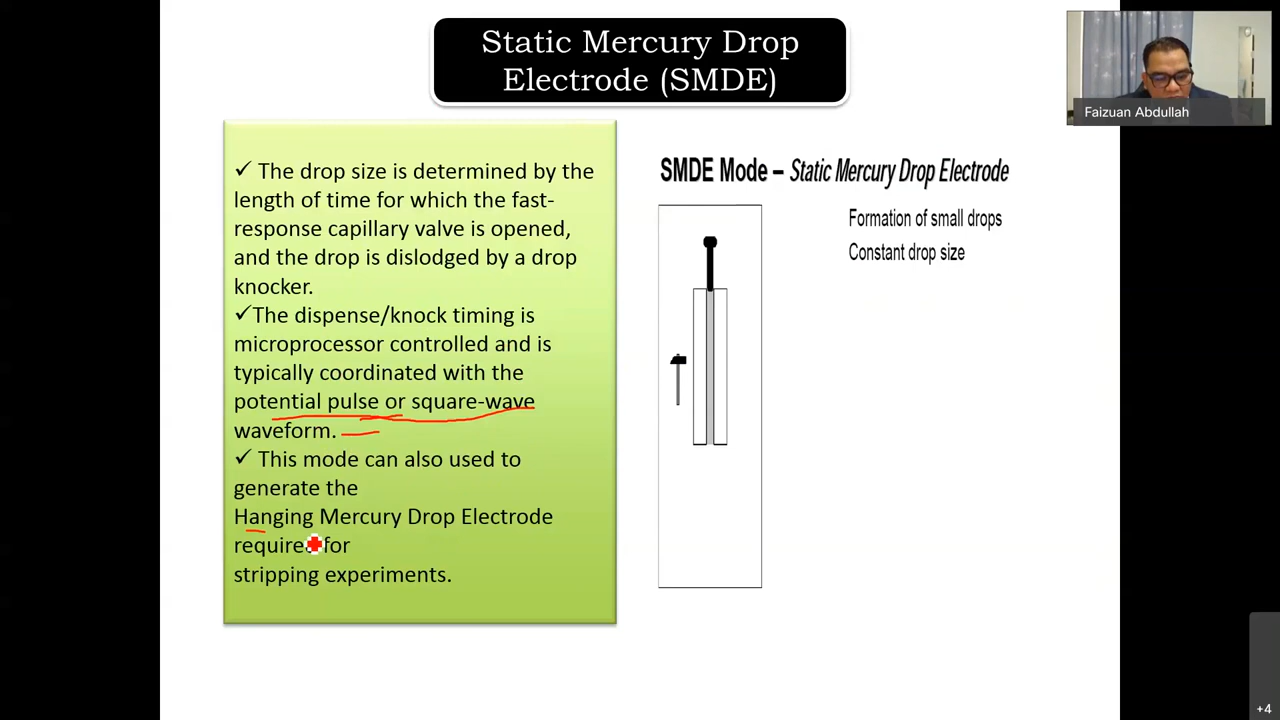 Static Mercury Drop
Electrode (SMDE)
Faizuan Abdullah
✓ The drop size is determined by the
length of time for which the fast-
response capillary valve is opened,
and the drop is dislodged by a drop
knocker.
✓The dispense/knock timing is
microprocessor controlled and is
typically coordinated with the
potential pulse or square-wave
waveform.
✓ This mode can also used to
generate the
Hanging Mercury Drop Electrode
require for
stripping experiments.
SMDE Mode – Static Mercury Drop Electrode
Formation of small drops
Constant drop size
+4